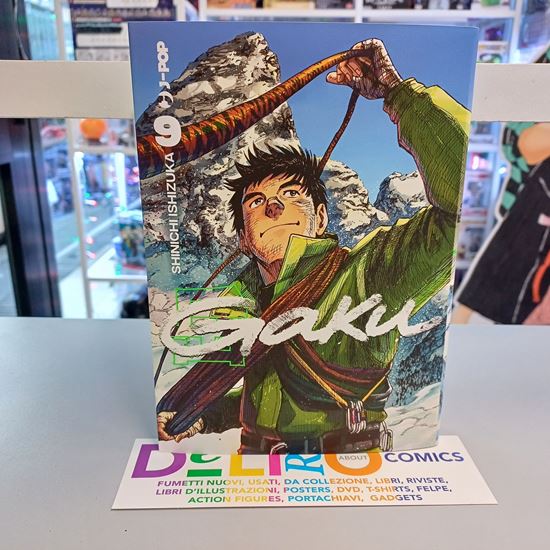 SHINICHI ISHIZUKA 9 J-POP
Gaku
DELIRO ABOUT COMICS
FUMETTI NUOVI, USATI, DA COLLEZIONE, LIBRI, RIVISTE,
LIBRI D'ILLUSTRAZIONI, POSTERS, DVD, T-SHIRTS, FELPE,
ACTION FIGURES, PORTACHIAVI, GADGETS